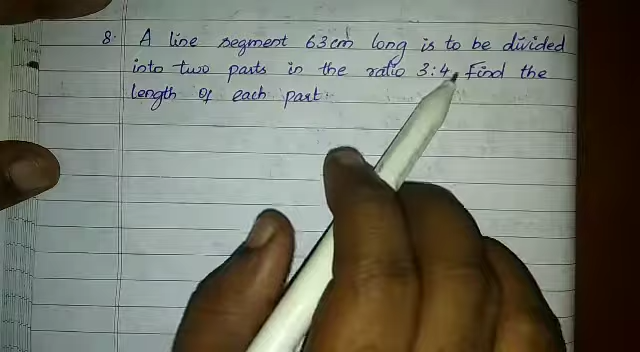 8. A line segment 63cm long is to be divided
into two parts in the ratio 3:4. Find the
length of each part.